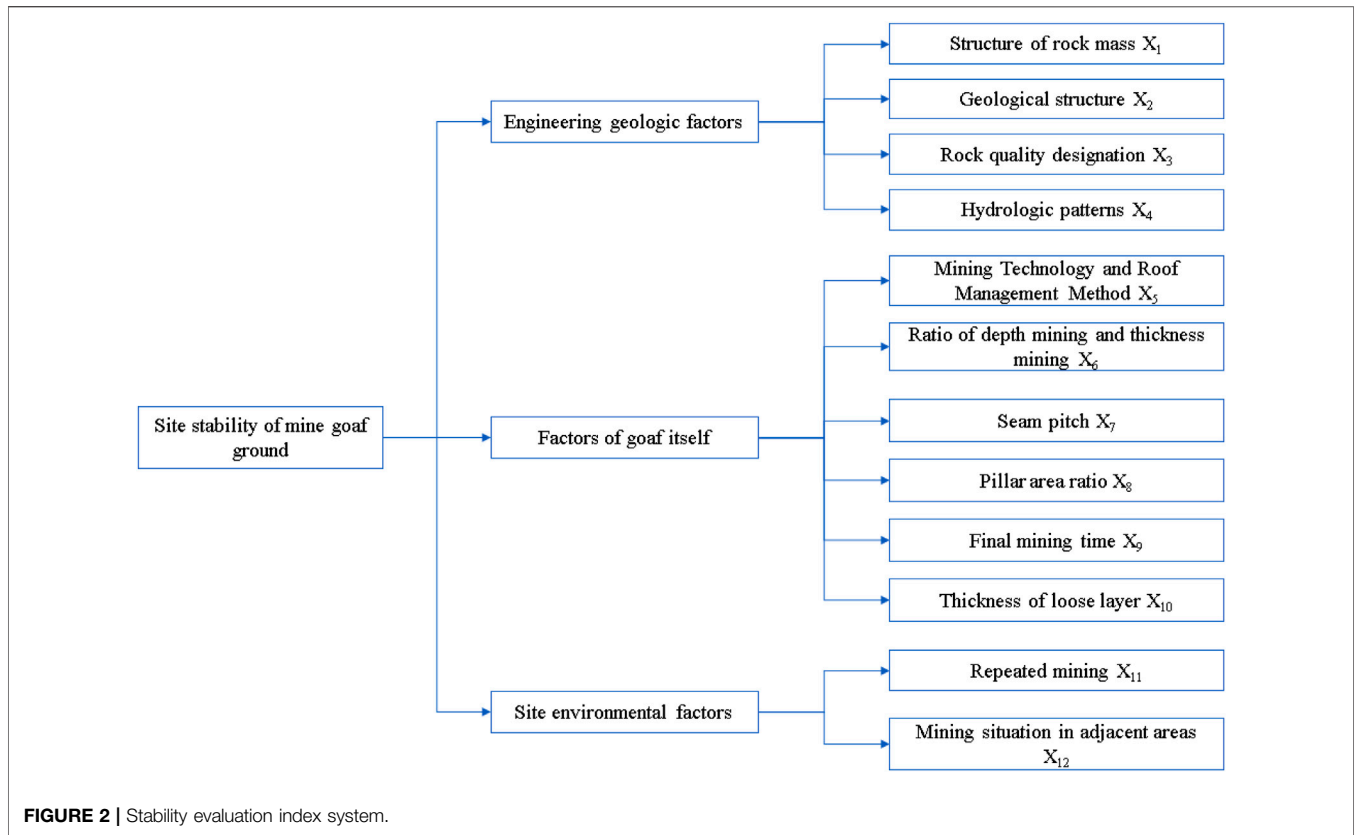 Site stability of mine goaf
ground
Engineering geologic factors
Structure of rock mass X₁
Geological structure X₂
Rock quality designation X₃
Hydrologic patterns X₄
Factors of goaf itself
Mining Technology and Roof
Management Method X₅
Ratio of depth mining and thickness
mining X₆
Seam pitch X₇
Pillar area ratio X₈
Final mining time X₉
Thickness of loose layer X₁₀
Site environmental factors
Repeated mining X₁₁
Mining situation in adjacent areas
X₁₂
FIGURE 2 | Stability evaluation index system.